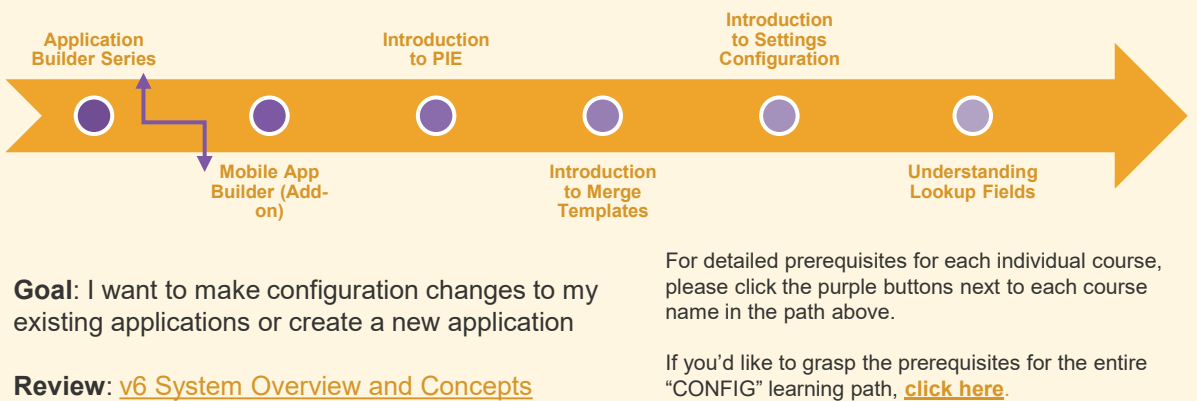 Application
Builder Series
Mobile App
Builder (Add-
on)
Introduction
to PIE
Introduction
to Merge
Templates
Introduction
to Settings
Configuration
Understanding
Lookup Fields
Goal: I want to make configuration changes to my
existing applications or create a new application
Review: v6 System Overview and Concepts
For detailed prerequisites for each individual course,
please click the purple buttons next to each course
name in the path above.
If you’d like to grasp the prerequisites for the entire
“CONFIG” learning path, click here.